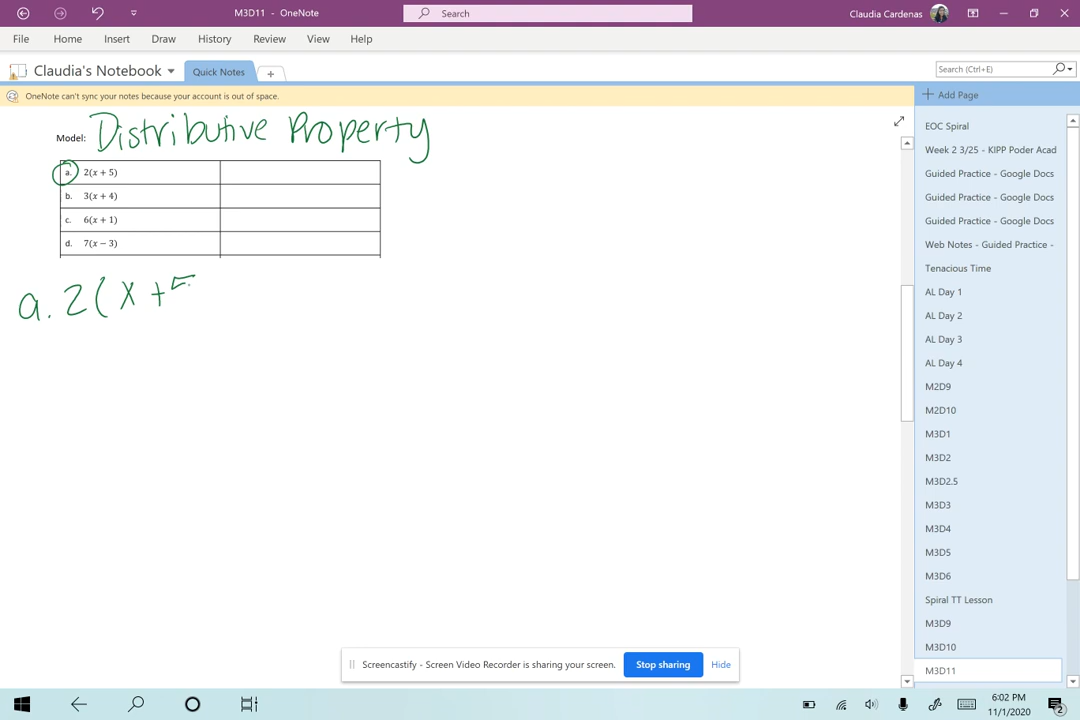 M3D11 - OneNote
Search
Claudia Cardenas
File Home Insert Draw History Review View Help
Claudia's Notebook
Quick Notes
Search (Ctrl+E)
OneNote can't sync your notes because your account is out of space.
Add Page
Model: Distributive Property
a. 2(x + 5)
b. 3(x + 4)
c. 6(x + 1)
d. 7(x − 3)
a. 2(x + 5
EOC Spiral
Week 2 3/25 - KIPP Poder Acad
Guided Practice - Google Docs
Guided Practice - Google Docs
Guided Practice - Google Docs
Web Notes - Guided Practice -
Tenacious Time
AL Day 1
AL Day 2
AL Day 3
AL Day 4
M2D9
M2D10
M3D1
M3D2
M3D2.5
M3D3
M3D4
M3D5
M3D6
Spiral TT Lesson
M3D9
M3D10
M3D11
Screencastify - Screen Video Recorder is sharing your screen.
Stop sharing
Hide
6:02 PM
11/1/2020
2